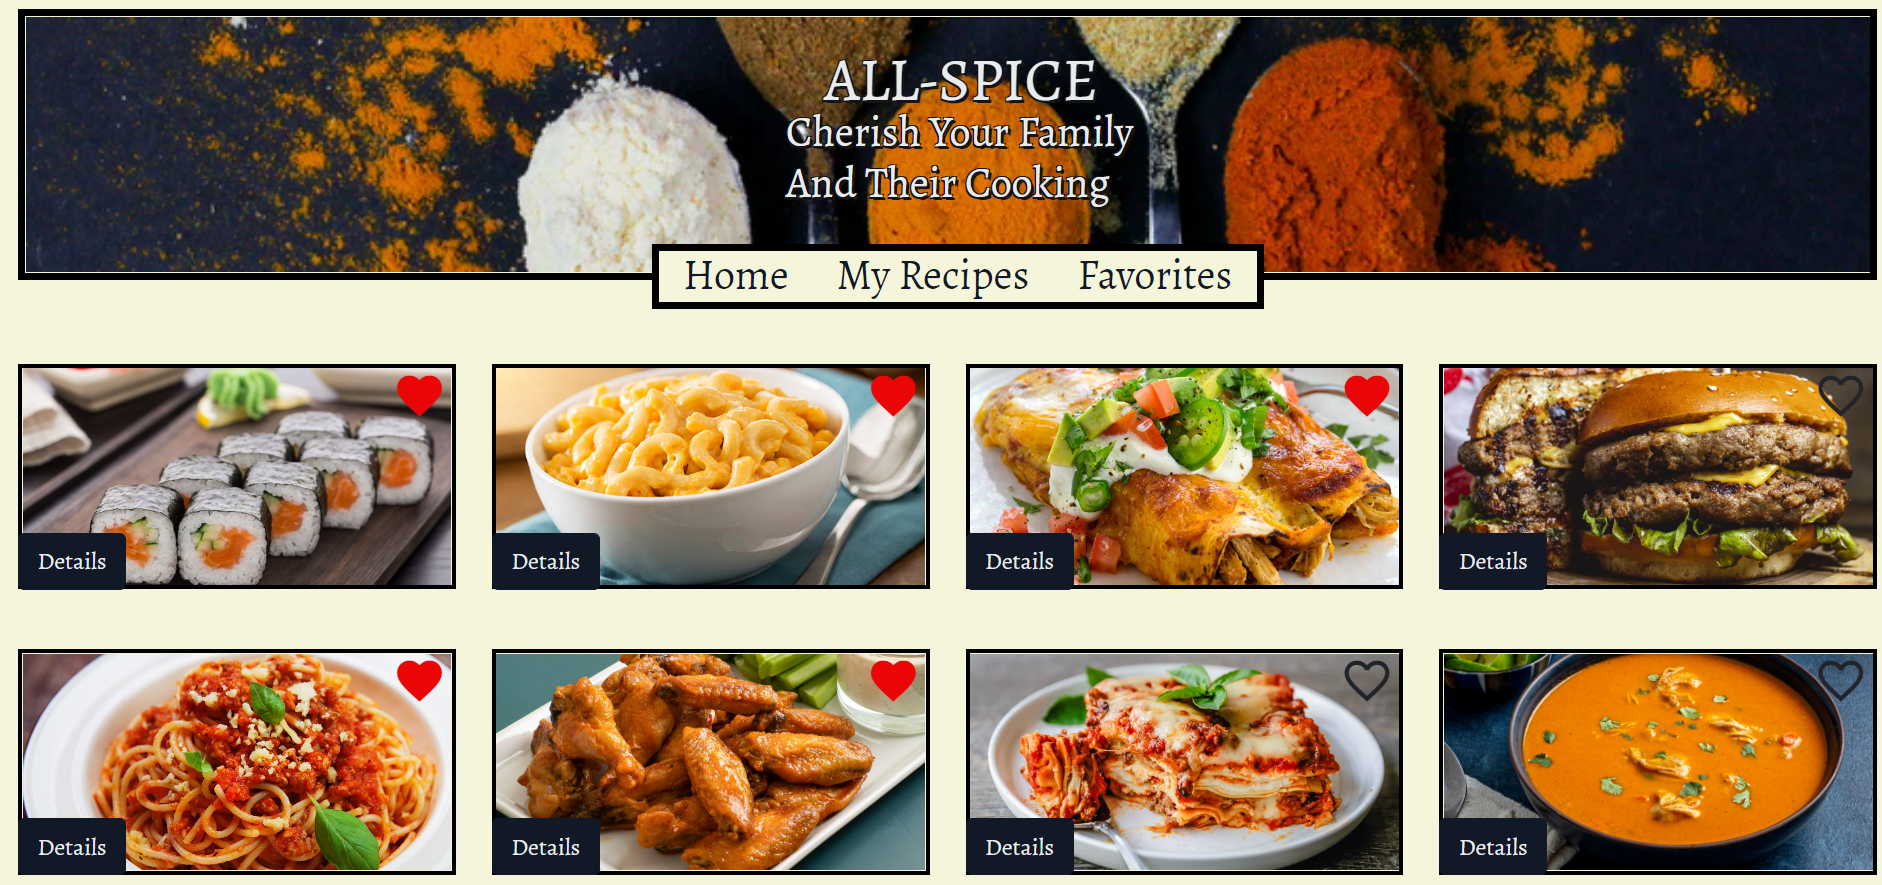 ALL-SPICE
Cherish Your Family
And Their Cooking
Home My Recipes Favorites
Details Details Details Details
Details Details Details Details